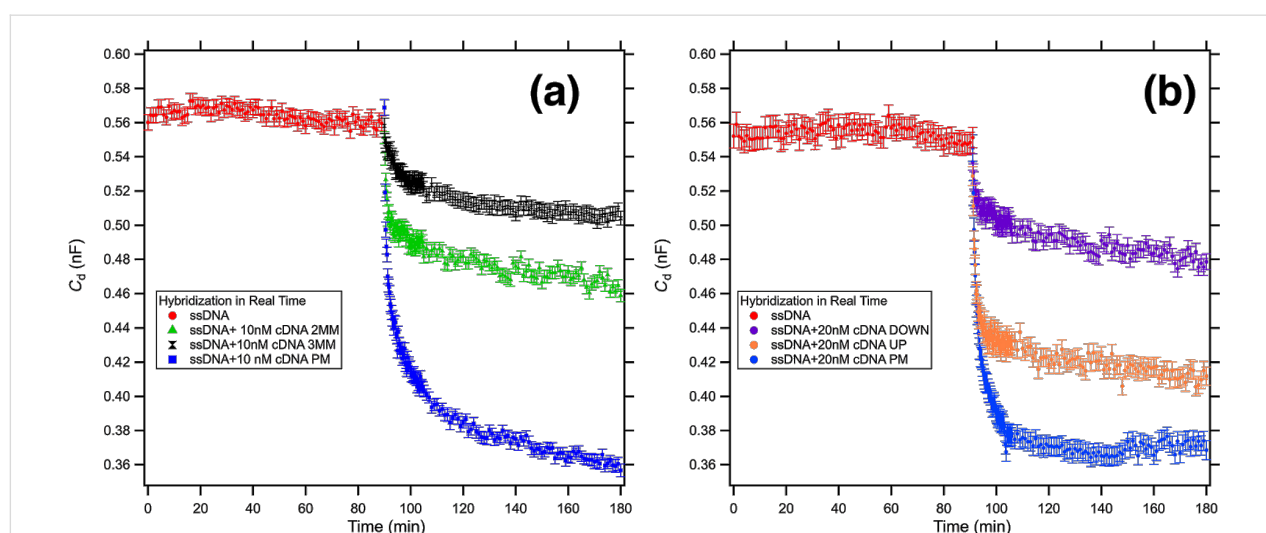 (a)
0.60
0.58
0.56
0.54
0.52
0.50
0.48
0.46
0.44
0.42
0.40
0.38
0.36
Cd (nF)
Hybridization in Real Time
ssDNA
ssDNA+ 10nM cDNA 2MM
ssDNA+10nM cDNA 3MM
ssDNA+10 nM cDNA PM
0 20 40 60 80 100 120 140 160 180
Time (min)
(b)
0.60
0.58
0.56
0.54
0.52
0.50
0.48
0.46
0.44
0.42
0.40
0.38
0.36
Cd (nF)
Hybridization in Real Time
ssDNA
ssDNA+20nM cDNA DOWN
ssDNA+20nM cDNA UP
ssDNA+20nM cDNA PM
0 20 40 60 80 100 120 140 160 180
Time (min)